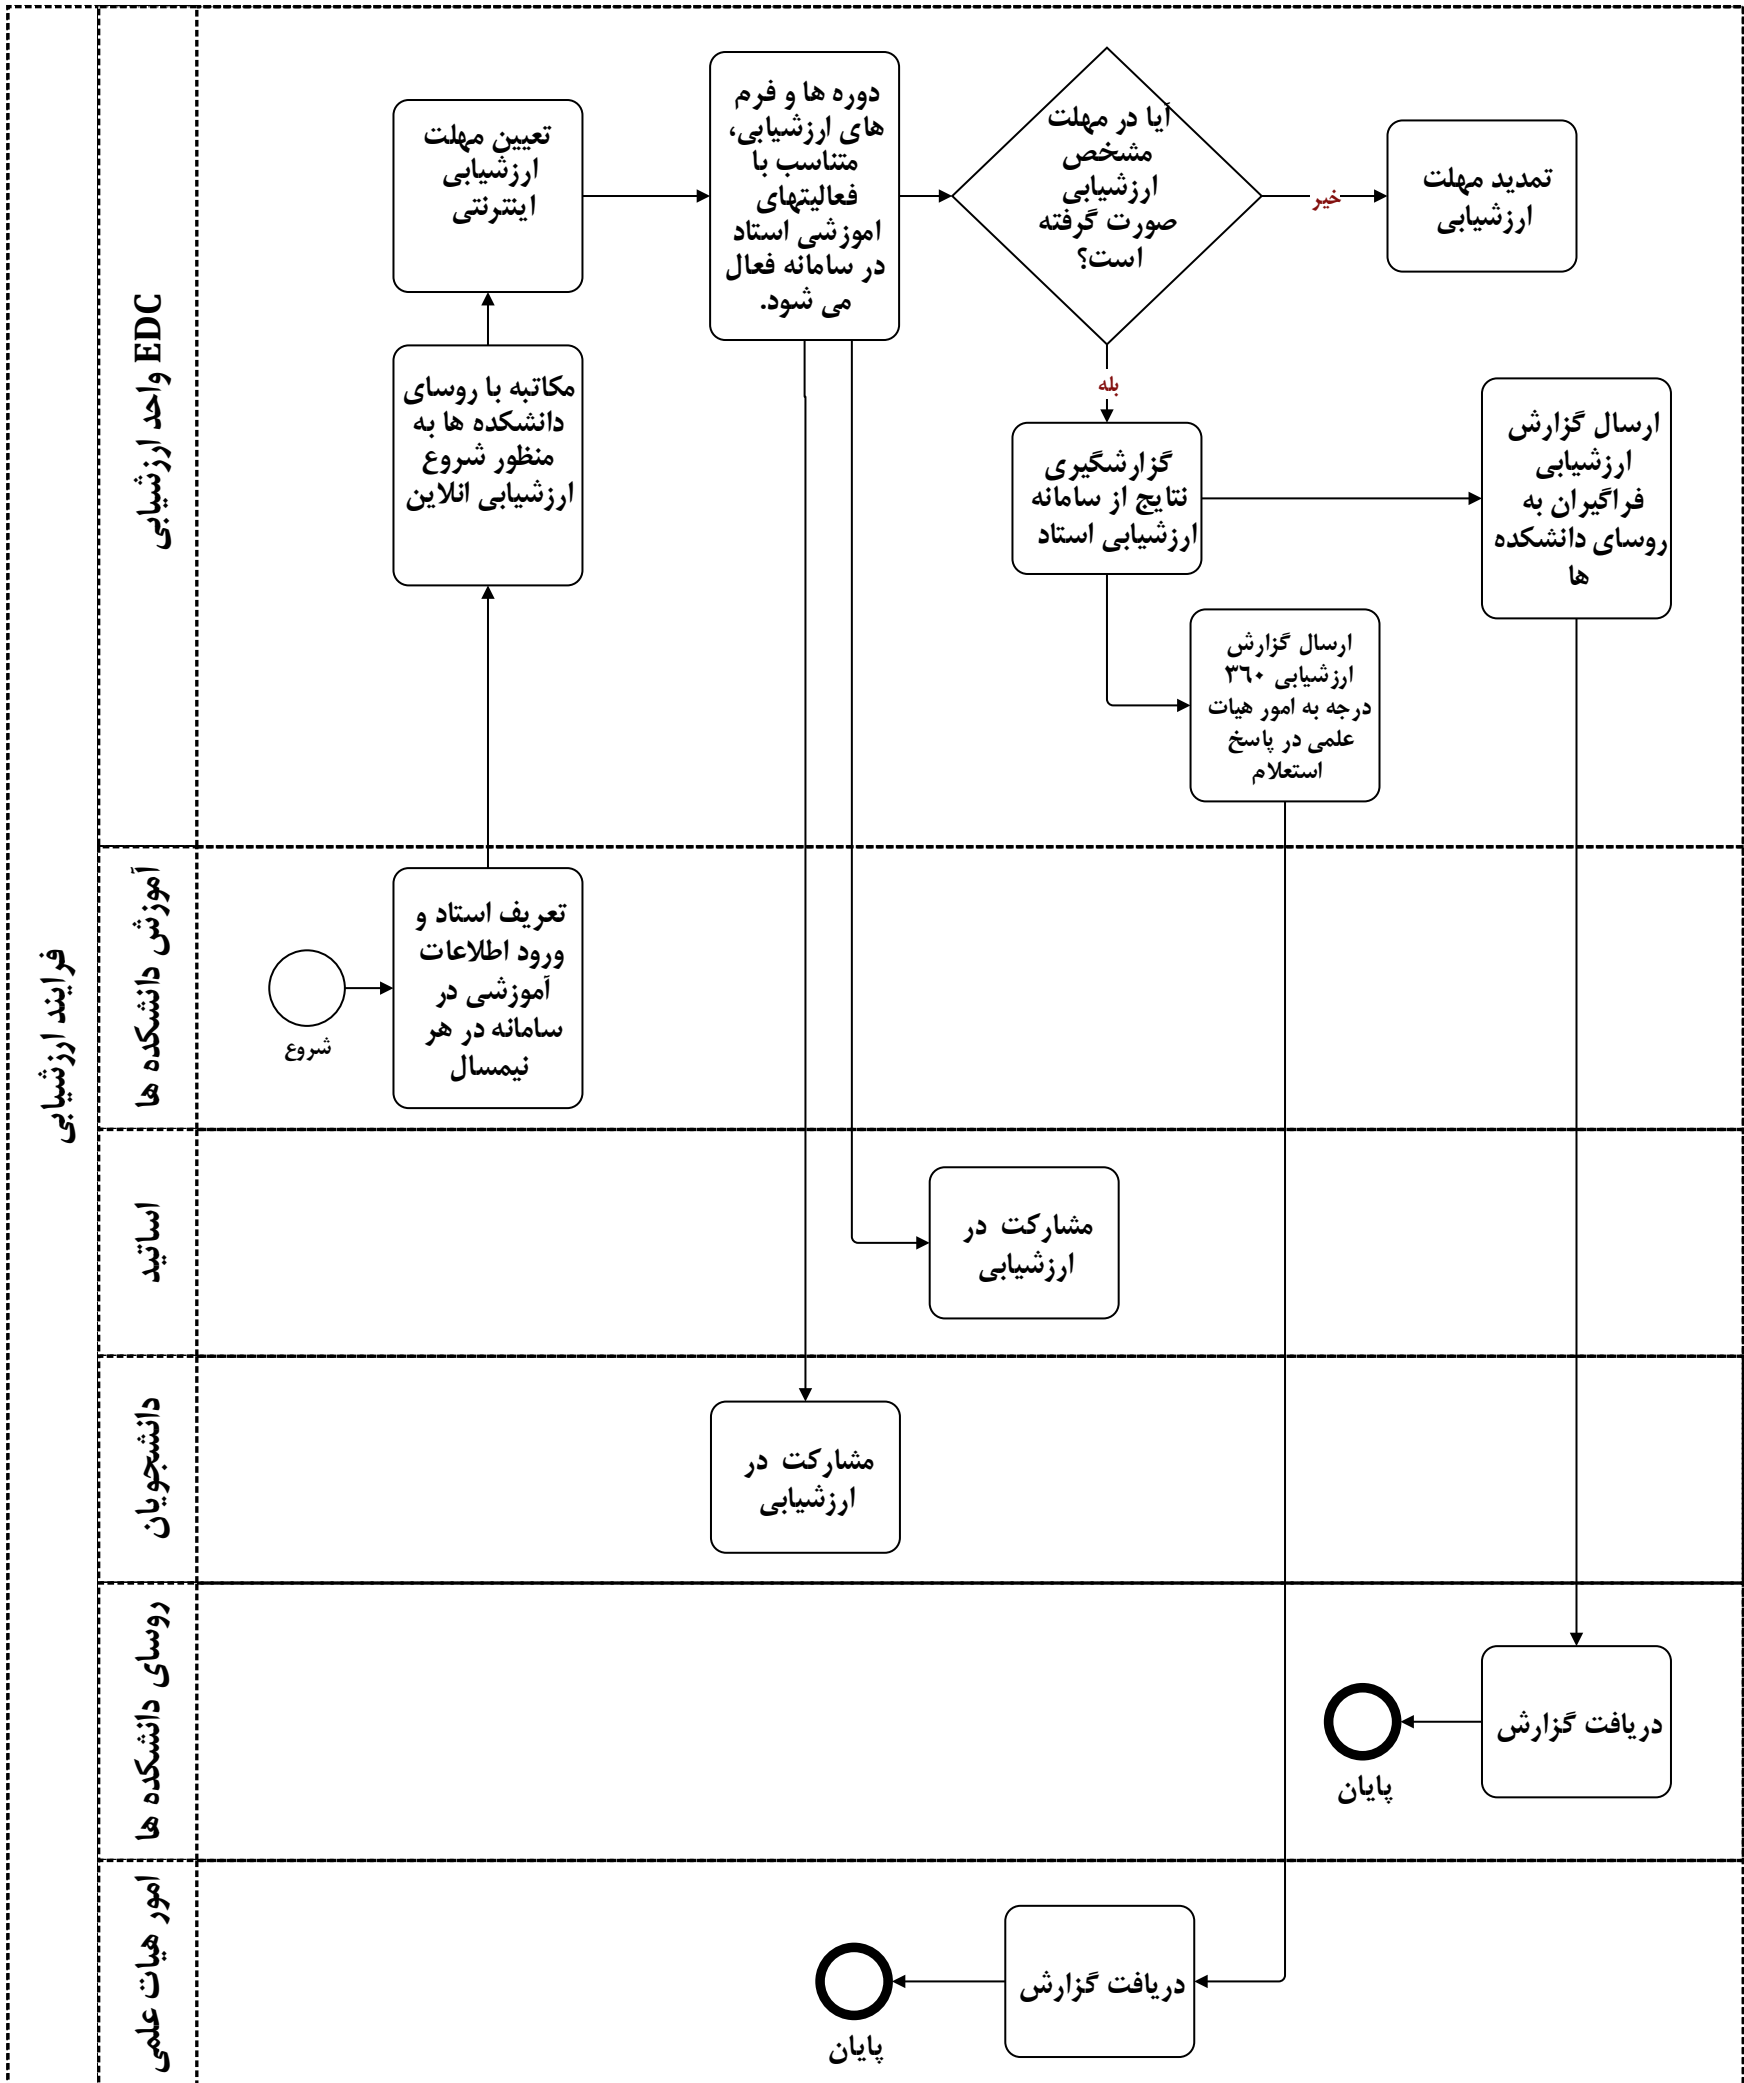 فرایند ارزشیابی
واحد ارزشیابی EDC
تعیین مهلت
ارزشیابی
اینترنتی
دوره ها و فرم
های ارزشیابی،
متناسب با
فعالیتهای
اموزشی استاد
در سامانه فعال
می شود.
آیا در مهلت
مشخص
ارزشیابی
صورت گرفته
است؟
خیر
تمدید مهلت
ارزشیابی
بله
مکاتبه با روسای
دانشکده ها به
منظور شروع
ارزشیابی انلاین
گزارشگیری
نتایج از سامانه
ارزشیابی استاد
ارسال گزارش
ارزشیابی
فراگیران به
روسای دانشکده
ها
ارسال گزارش
ارزشیابی ۳٦۰
درجه به امور هیات
علمی در پاسخ
استعلام
آموزش دانشکده ها
شروع
تعریف استاد و
ورود اطلاعات
آموزشی در
سامانه در هر
نیمسال
اساتید
مشارکت در
ارزشیابی
دانشجویان
مشارکت در
ارزشیابی
روسای دانشکده ها
دریافت گزارش
پایان
امور هیات علمی
دریافت گزارش
پایان